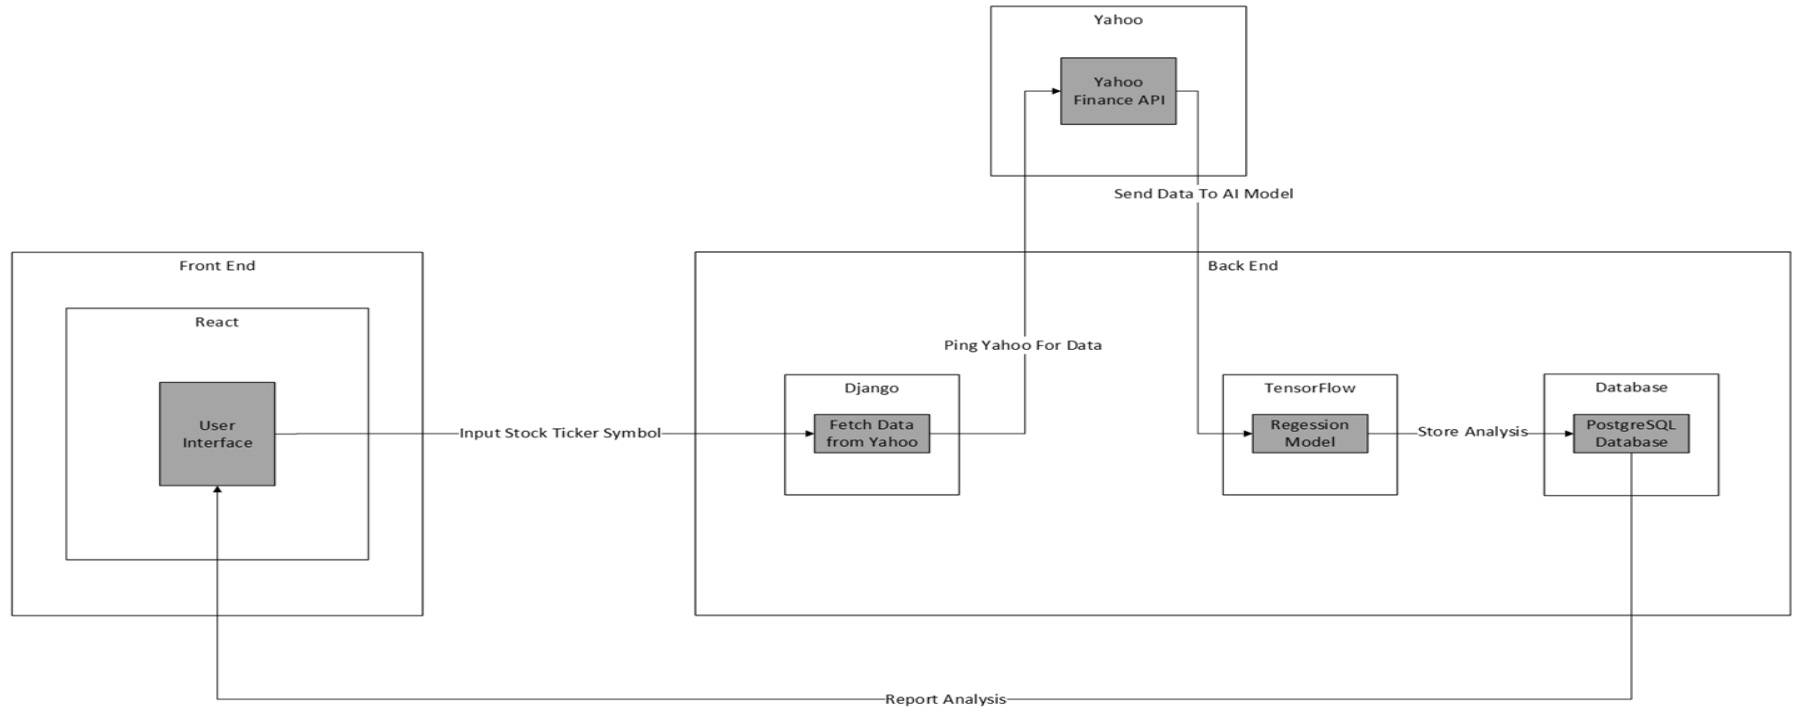 Yahoo
Yahoo
Finance API
Send Data To AI Model
Front End
Back End
React
Ping Yahoo For Data
Django
TensorFlow
Database
User
Interface
Input Stock Ticker Symbol
Fetch Data
from Yahoo
Regression
Model
Store Analysis
PostgreSQL
Database
Report Analysis